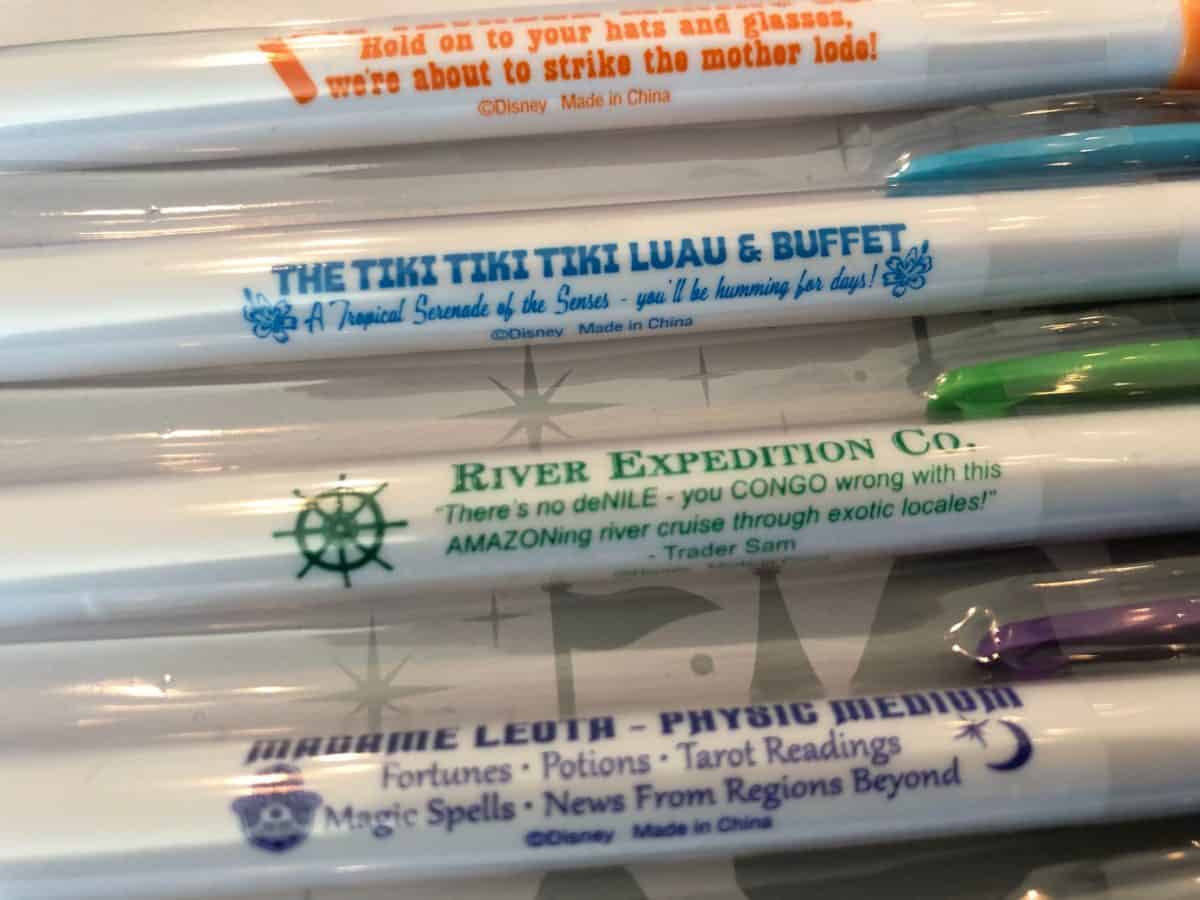 Hold on to your hats and glasses,
we're about to strike the mother lode!
©Disney Made in China
THE TIKI TIKI TIKI LUAU & BUFFET
A Tropical Serenade of the Senses - you'll be humming for days!
©Disney Made in China
RIVER EXPEDITION CO.
"There's no deNILE - you CONGO wrong with this
AMAZONing river cruise through exotic locales!"
- Trader Sam
MADAME LEOTA - PHYSIC MEDIUM
Fortunes • Potions • Tarot Readings
Magic Spells • News From Regions Beyond
©Disney Made in China